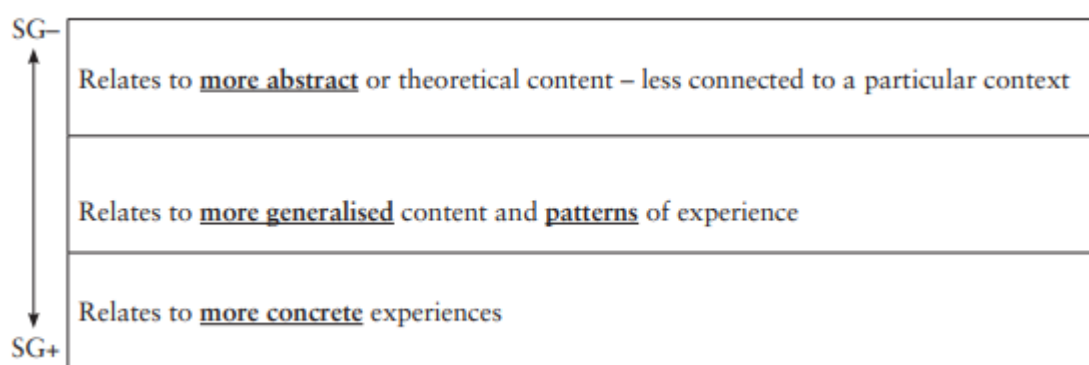 SG–
Relates to more abstract or theoretical content – less connected to a particular context
Relates to more generalised content and patterns of experience
Relates to more concrete experiences
SG+